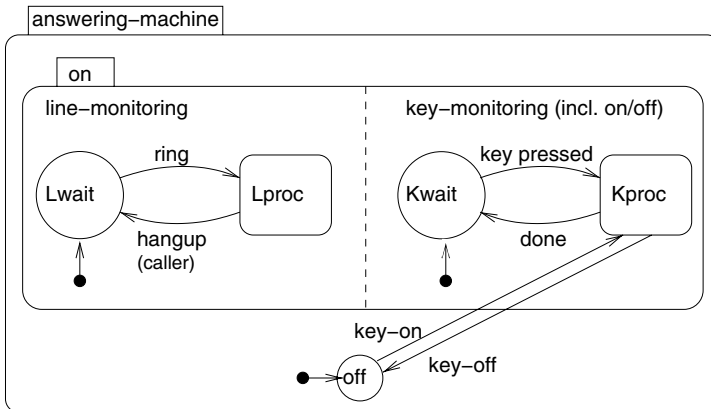 answering−machine
on
line−monitoring
key−monitoring (incl. on/off)
ring
key pressed
Lwait
Lproc
Kwait
Kproc
hangup
(caller)
done
key−on
key−off
off